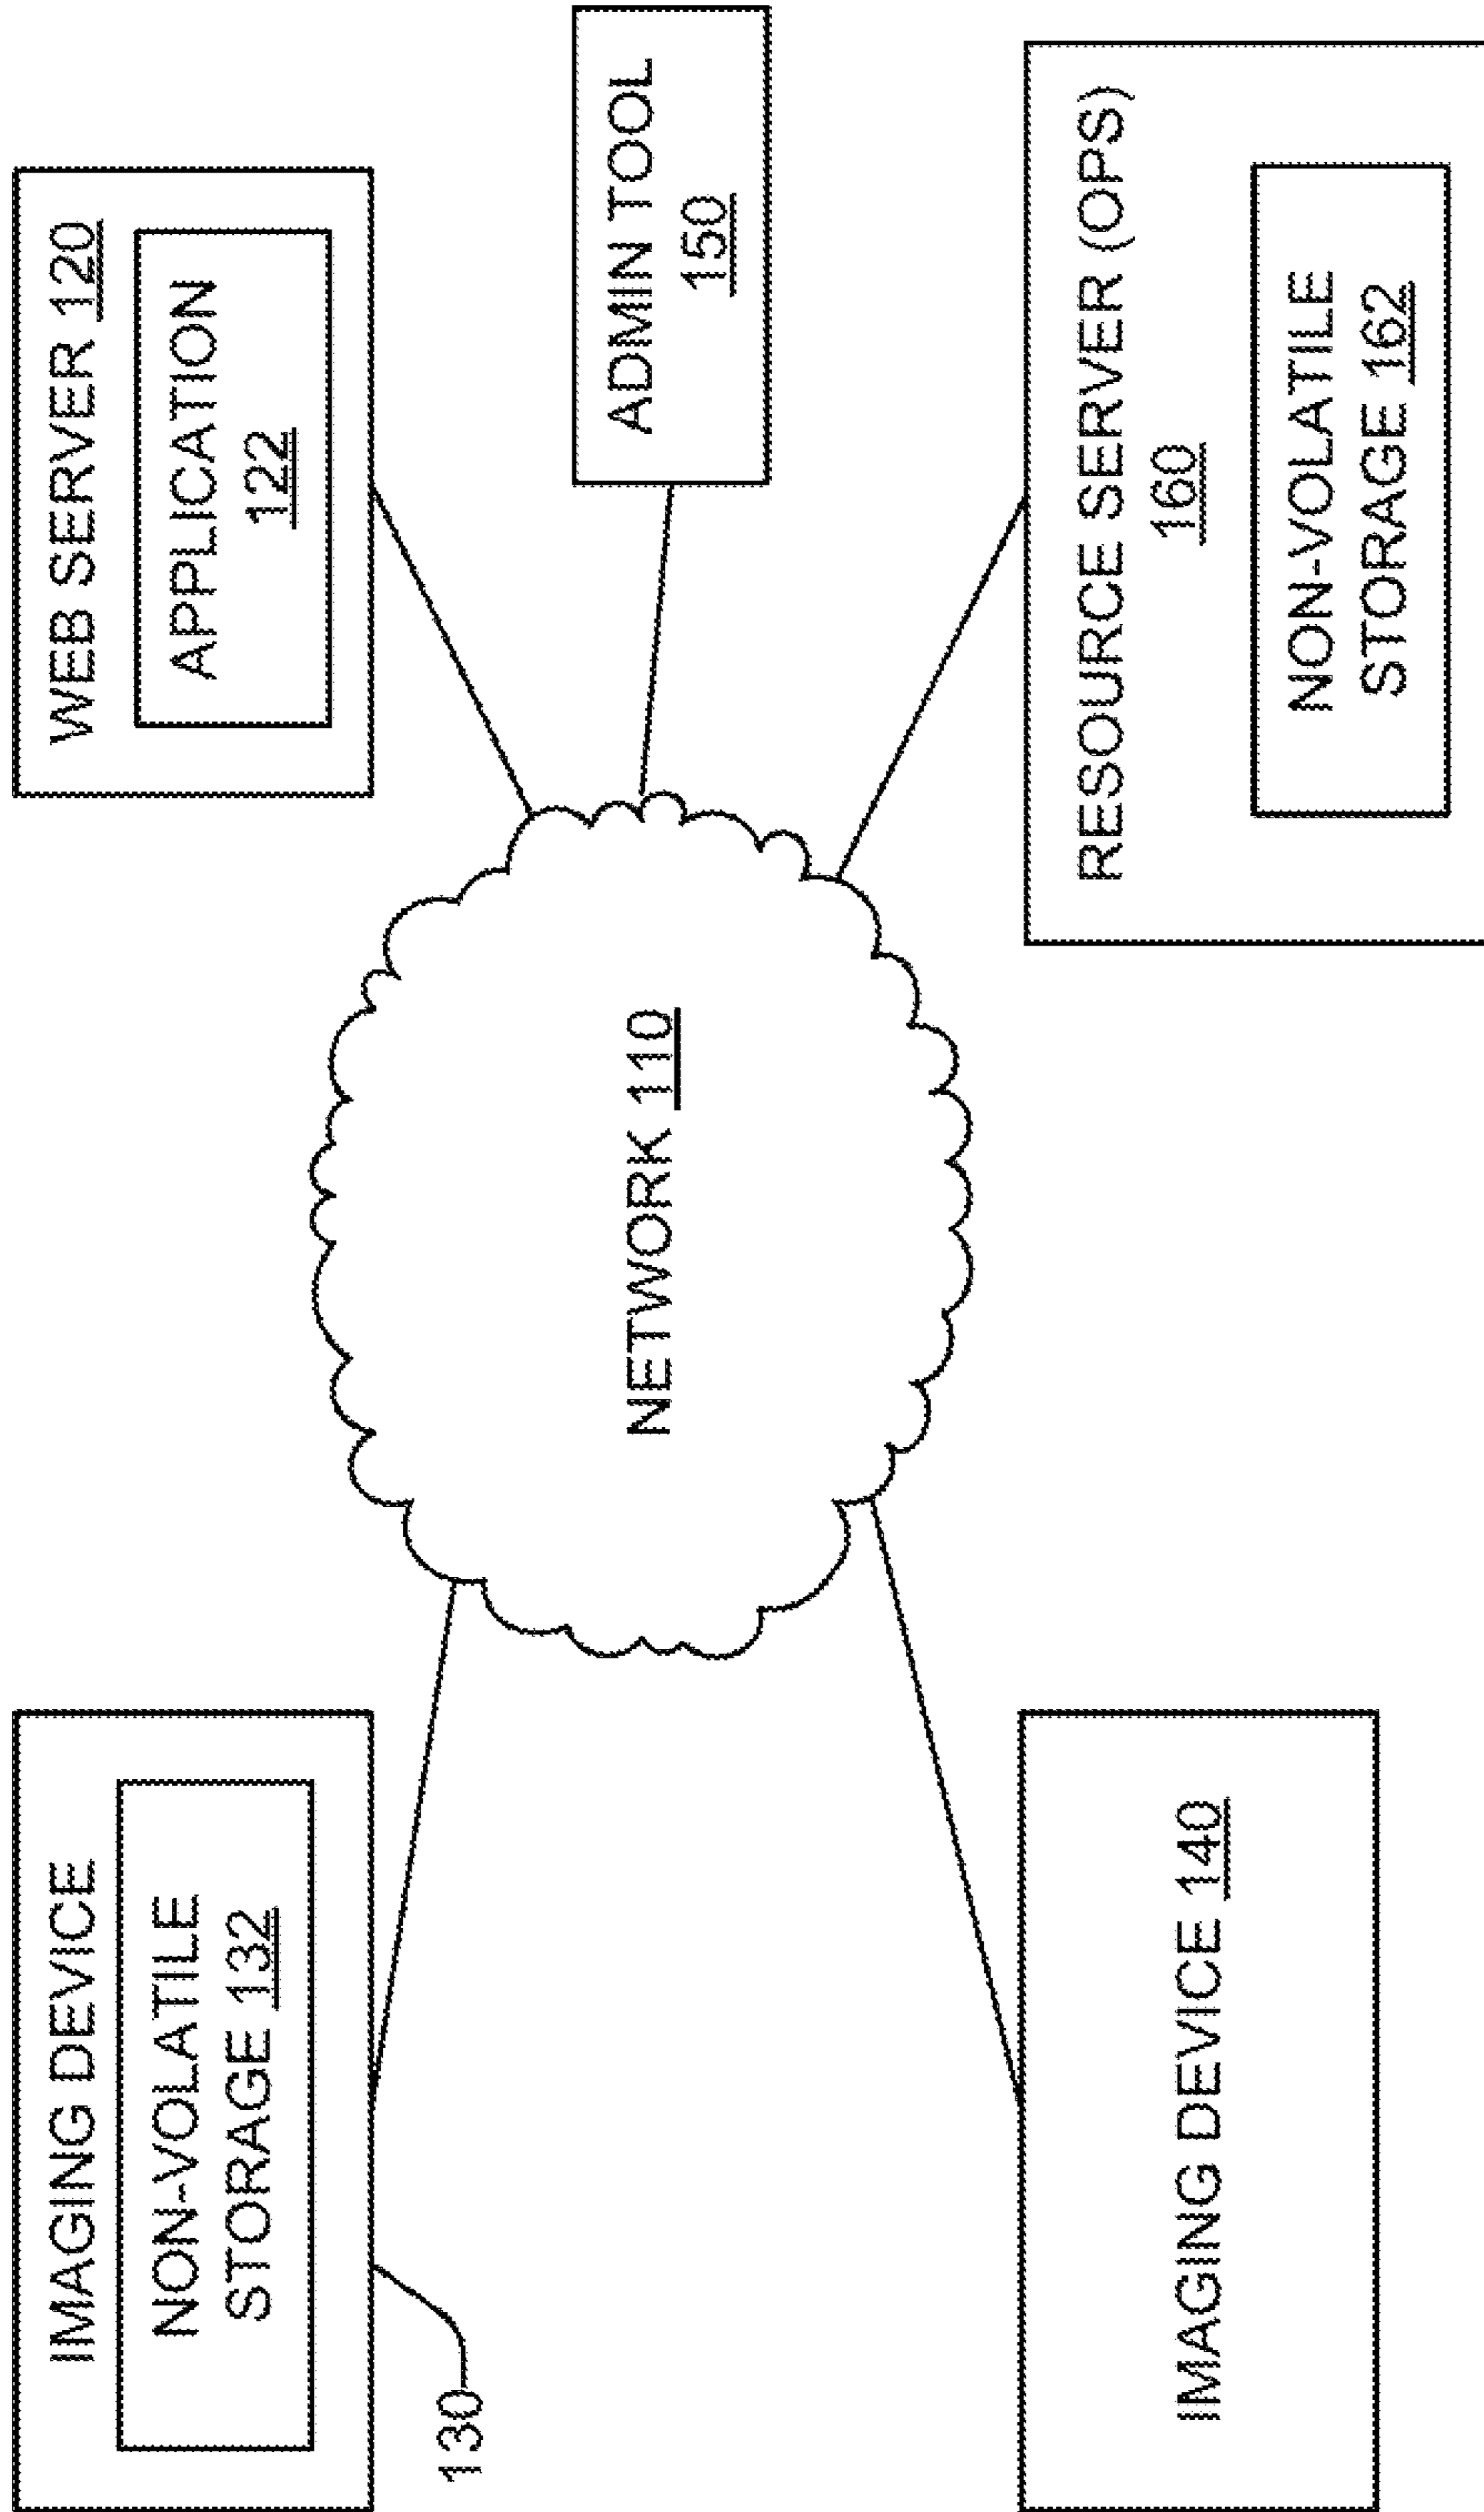 IMAGING DEVICE
NON-VOLATILE
STORAGE 132
130
WEB SERVER 120
APPLICATION
122
NETWORK 110
ADMIN TOOL
150
IMAGING DEVICE 140
RESOURCE SERVER (OPS)
160
NON-VOLATILE
STORAGE 162